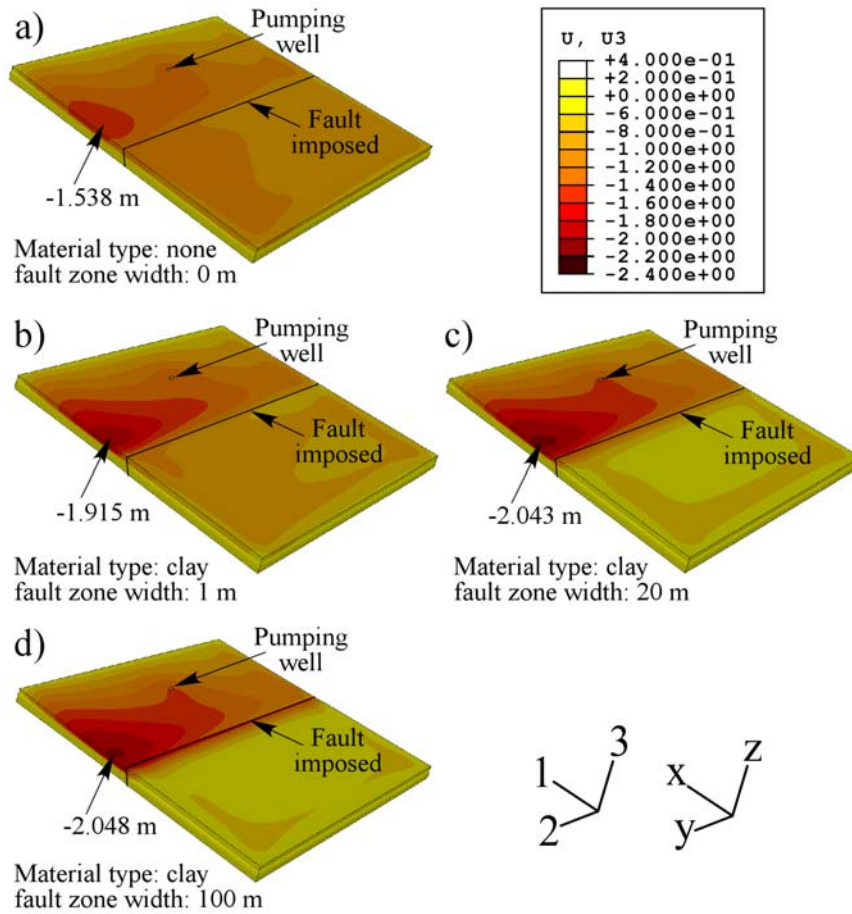 a)
Pumping
well
Fault
imposed
-1.538 m
Material type: none
fault zone width: 0 m
U, U3
+4.000e-01
+2.000e-01
+0.000e+00
-6.000e-01
-8.000e-01
-1.000e+00
-1.200e+00
-1.400e+00
-1.600e+00
-1.800e+00
-2.000e+00
-2.200e+00
-2.400e+00
b)
Pumping
well
Fault
imposed
-1.915 m
Material type: clay
fault zone width: 1 m
c)
Pumping
well
Fault
imposed
-2.043 m
Material type: clay
fault zone width: 20 m
d)
Pumping
well
Fault
imposed
-2.048 m
Material type: clay
fault zone width: 100 m
1
2
3
x
y
z